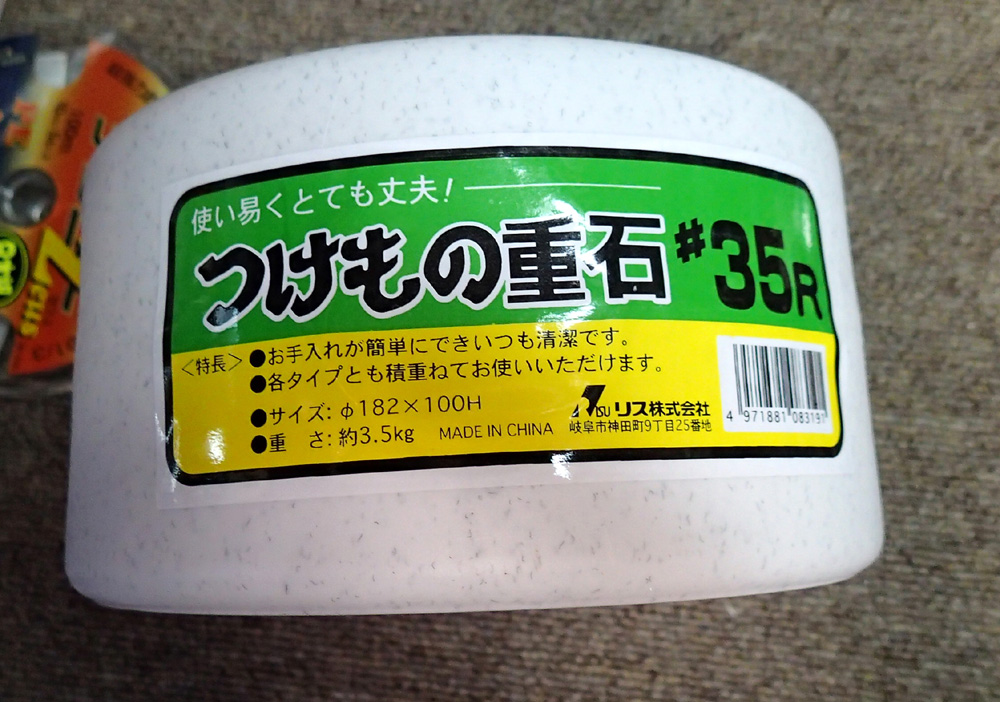 使い易くとても丈夫!
つけもの重石 #35R
<特長> ●お手入れが簡単にできいつも清潔です。
●各タイプとも積重ねてお使いいただけます。
●サイズ: φ182×100H
●重 さ: 約3.5kg MADE IN CHINA
リス株式会社
岐阜市神田町9丁目25番地
4 971881 083191